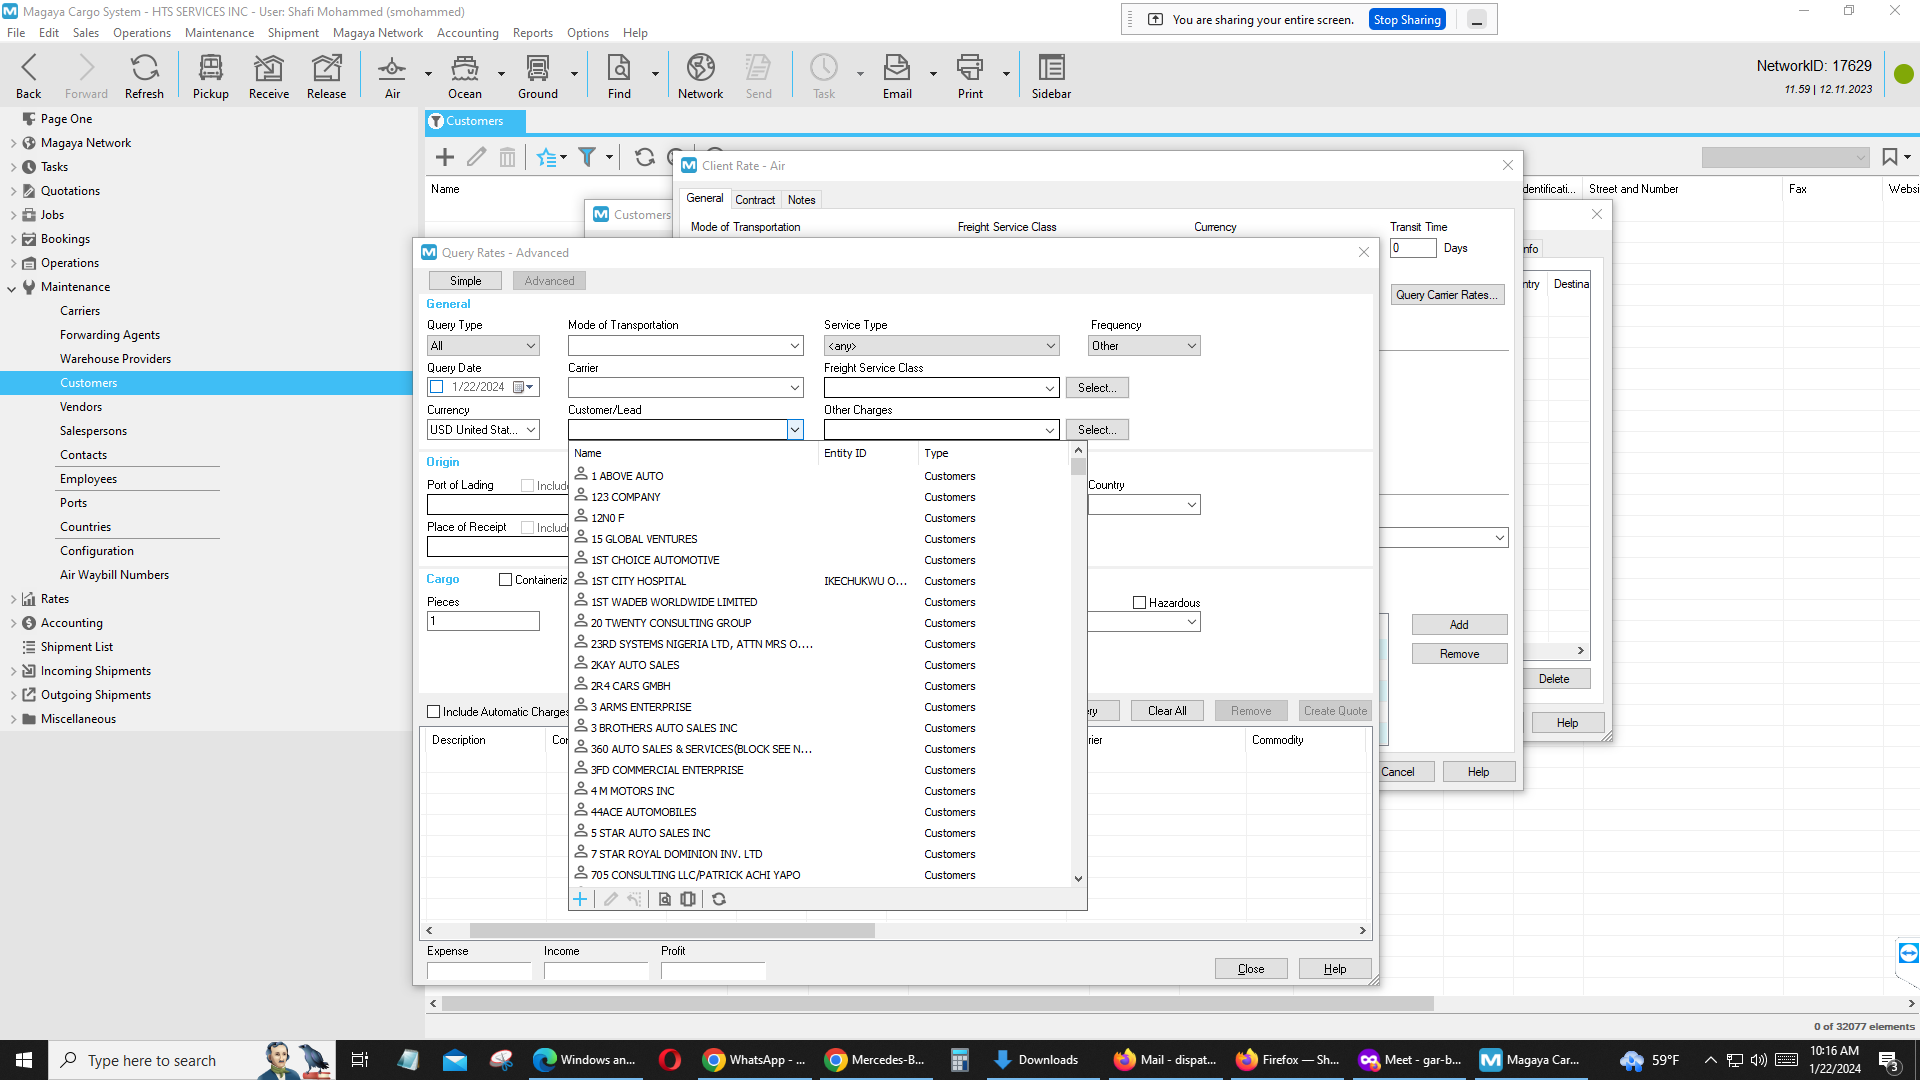 Magaya Cargo System - HTS SERVICES INC - User: Shafi Mohammed (smohammed)
You are sharing your entire screen.
Stop Sharing
File Edit Sales Operations Maintenance Shipment Magaya Network Accounting Reports Options Help
Back Forward Refresh Pickup Receive Release Air Ocean Ground Find Network Send Task Email Print Sidebar
NetworkID: 17629
11.59 | 12.11.2023
Page One
Magaya Network
Tasks
Quotations
Jobs
Bookings
Operations
Maintenance
Carriers
Forwarding Agents
Warehouse Providers
Customers
Vendors
Salespersons
Contacts
Employees
Ports
Countries
Configuration
Air Waybill Numbers
Rates
Accounting
Shipment List
Incoming Shipments
Outgoing Shipments
Miscellaneous
Customers
Name
dentificati... Street and Number Fax Websi
Customers
nfo
ntry Destina
Delete
Help
Client Rate - Air
General Contract Notes
Mode of Transportation Freight Service Class Currency Transit Time
0 Days
Query Carrier Rates...
Add
Remove
Cancel Help
Query Rates - Advanced
Simple Advanced
General
Query Type Mode of Transportation Service Type Frequency
All <any> Other
Query Date Carrier Freight Service Class
1/22/2024 Select...
Currency Customer/Lead Other Charges
USD United Stat... Select...
Origin
Port of Lading Include Country
Place of Receipt Include
Cargo Containeriz
Pieces Hazardous
1
Name Entity ID Type
1 ABOVE AUTO Customers
123 COMPANY Customers
12N0 F Customers
15 GLOBAL VENTURES Customers
1ST CHOICE AUTOMOTIVE Customers
1ST CITY HOSPITAL IKECHUKWU O... Customers
1ST WADEB WORLDWIDE LIMITED Customers
20 TWENTY CONSULTING GROUP Customers
23RD SYSTEMS NIGERIA LTD, ATTN MRS O.... Customers
2KAY AUTO SALES Customers
2R4 CARS GMBH Customers
3 ARMS ENTERPRISE Customers
3 BROTHERS AUTO SALES INC Customers
360 AUTO SALES & SERVICES(BLOCK SEE N... Customers
3FD COMMERCIAL ENTERPRISE Customers
4 M MOTORS INC Customers
44ACE AUTOMOBILES Customers
5 STAR AUTO SALES INC Customers
7 STAR ROYAL DOMINION INV. LTD Customers
705 CONSULTING LLC/PATRICK ACHI YAPO Customers
Include Automatic Charges ry Clear All Remove Create Quote
Description Cor rier Commodity
Expense Income Profit
Close Help
0 of 32077 elements
Type here to search
Windows an...
WhatsApp - ...
Mercedes-B...
Downloads
Mail - dispat...
Firefox — Sh...
Meet - gar-b...
Magaya Car...
59°F
10:16 AM
1/22/2024
3